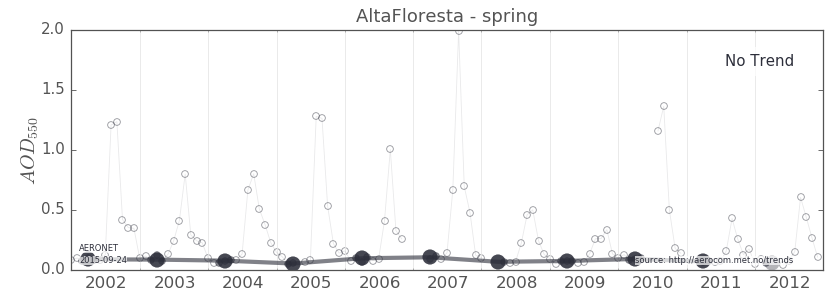 AltaFloresta - spring
No Trend
AOD550
2.0
1.5
1.0
0.5
0.0
AERONET
2015-09-24
source: http://aerocom.met.no/trends
2002 2003 2004 2005 2006 2007 2008 2009 2010 2011 2012